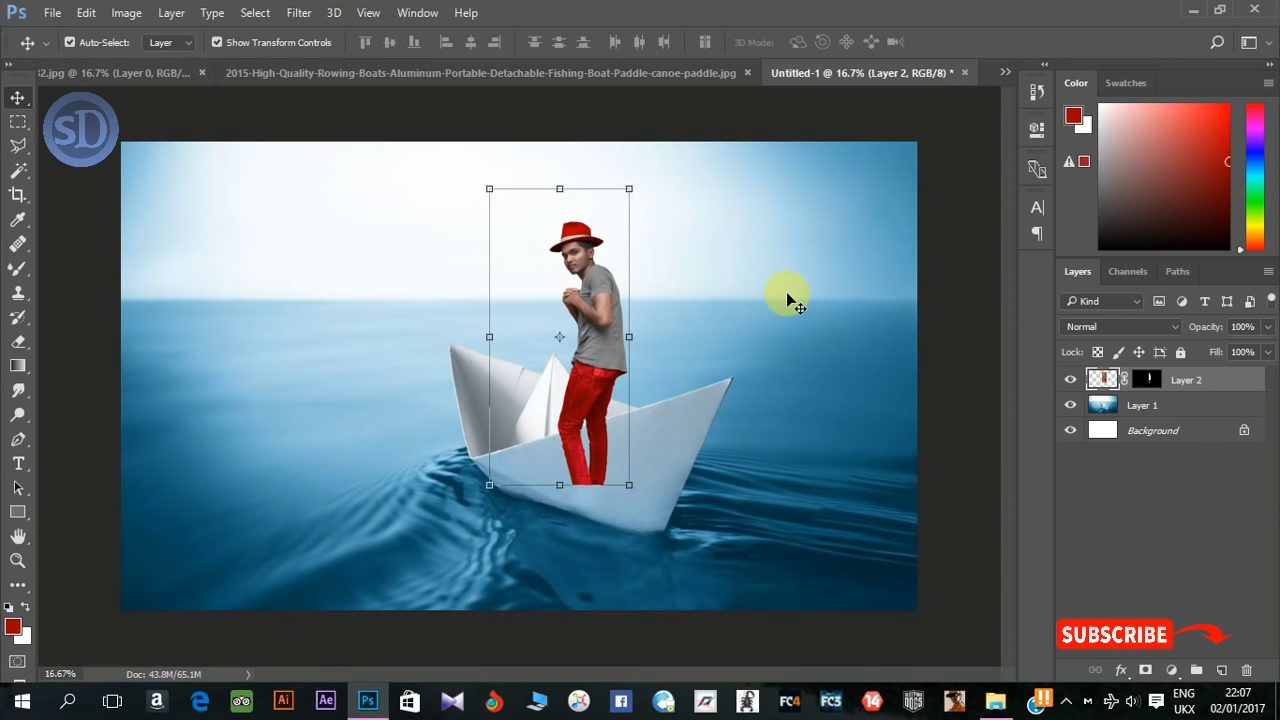 Ps File Edit Image Layer Type Select Filter 3D View Window Help
Auto-Select: Layer Show Transform Controls 3D Mode:
32.jpg @ 16.7% (Layer 0, RGB/... × 2015-High-Quality-Rowing-Boats-Aluminum-Portable-Detachable-Fishing-Boat-Paddle-canoe-paddle.jpg × Untitled-1 @ 16.7% (Layer 2, RGB/8) * ×
SD
Color Swatches
Layers Channels Paths
Kind
Normal Opacity: 100%
Lock: Fill: 100%
Layer 2
Layer 1
Background
SUBSCRIBE
16.67% Doc: 43.8M/65.1M
ENG 22:07
UKX 02/01/2017